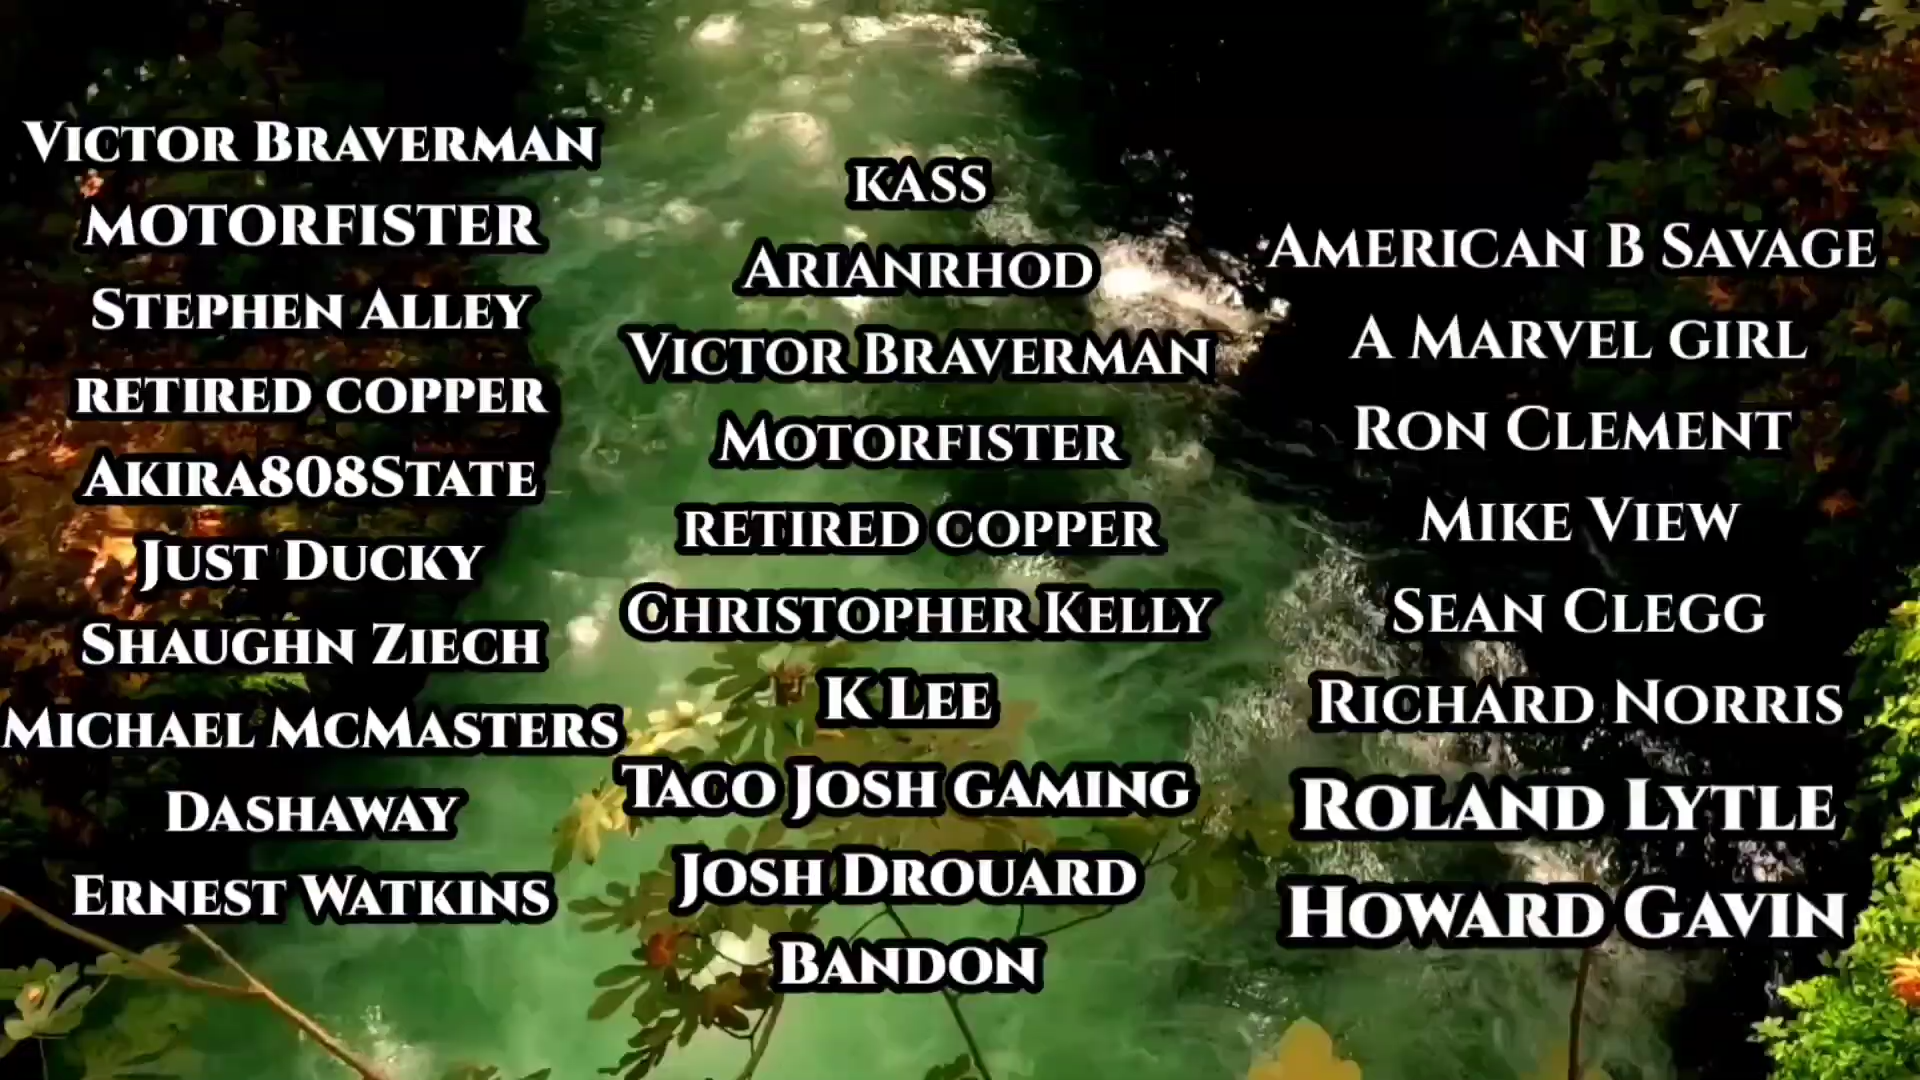 Victor Braverman
MOTORFISTER
Stephen Alley
retired copper
Akira808State
Just Ducky
Shaughn Ziech
Michael McMasters
Dashaway
Ernest Watkins
kass
Arianrhod
Victor Braverman
Motorfister
retired copper
Christopher Kelly
K Lee
Taco Josh gaming
Josh Drouard
Bandon
American B Savage
A Marvel girl
Ron Clement
Mike View
Sean Clegg
Richard Norris
Roland Lytle
Howard Gavin